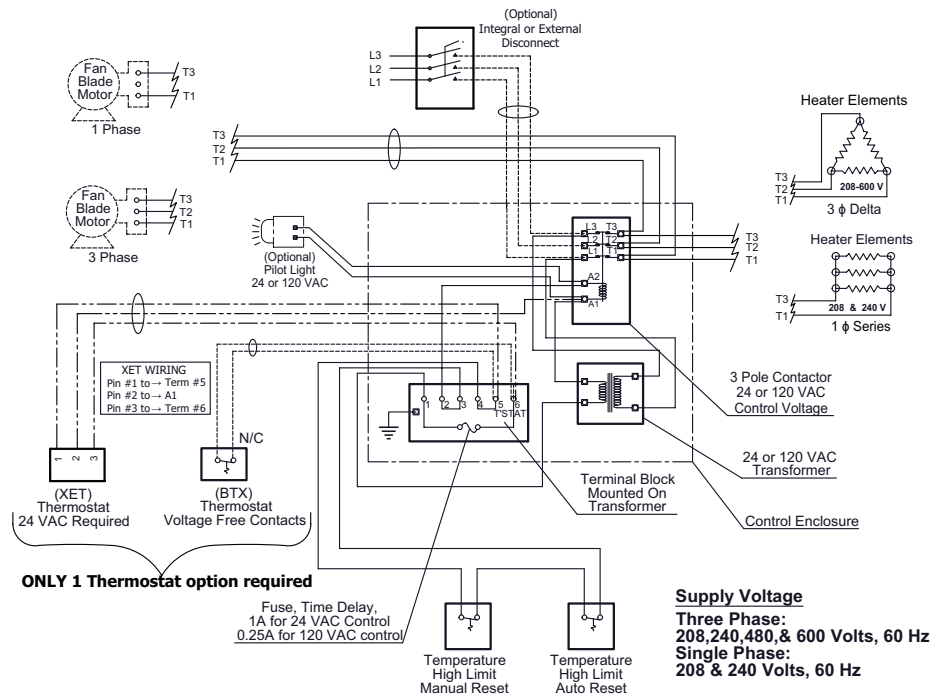 (Optional)
Integral or External
Disconnect
L3
L2
L1
Fan
Blade
Motor
T3
T1
1 Phase
T3
T2
T1
Fan
Blade
Motor
T3
T2
T1
3 Phase
(Optional)
Pilot Light
24 or 120 VAC
L3 T3
L2 T2
L1 T1
A2
A1
T3
T2
T1
Heater Elements
T3
T2
T1
208-600 V
3 ϕ Delta
Heater Elements
T3
T1
208 & 240 V
1 ϕ Series
XET WIRING
Pin #1 to → Term #5
Pin #2 to → A1
Pin #3 to → Term #6
N/C
1 2 3
(XET)
Thermostat
24 VAC Required
(BTX)
Thermostat
Voltage Free Contacts
ONLY 1 Thermostat option required
1 2 3 4 5 6
T'STAT
3 Pole Contactor
24 or 120 VAC
Control Voltage
24 or 120 VAC
Transformer
Terminal Block
Mounted On
Transformer
Control Enclosure
Fuse, Time Delay,
1A for 24 VAC Control
0.25A for 120 VAC control
Temperature
High Limit
Manual Reset
Temperature
High Limit
Auto Reset
Supply Voltage
Three Phase:
208,240,480,& 600 Volts, 60 Hz
Single Phase:
208 & 240 Volts, 60 Hz